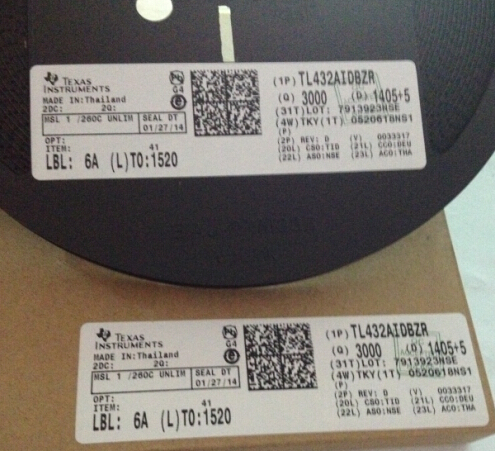 TEXAS
INSTRUMENTS
G4
MADE IN:Thailand
2DC: 2Q:
MSL 1 /260C UNLIM
SEAL DT
01/27/14
OPT:
ITEM: 41
LBL: 6A (L)TO:1520
(1P) TL432AIDBZR
(Q) 3000 (D) 1405+5
(31T)LOT: 7913923NSE
(4W)TKY(1T) 0520618NS1
(P)
(2P) REV: D (V) 0033317
(20L) CSO:TID (21L) CCO:DEU
(22L) ASO:NSE (23L) ACO:THA
TEXAS
INSTRUMENTS
G4
MADE IN:Thailand
2DC: 2Q:
MSL 1 /260C UNLIM
SEAL DT
01/27/14
OPT:
ITEM: 41
LBL: 6A (L)TO:1520
(1P) TL432AIDBZR
(Q) 3000 (D) 1405+5
(31T)LOT: 7913923NSE
(4W)TKY(1T) 0520618NS1
(P)
(2P) REV: D (V) 0033317
(20L) CSO:TID (21L) CCO:DEU
(22L) ASO:NSE (23L) ACO:THA